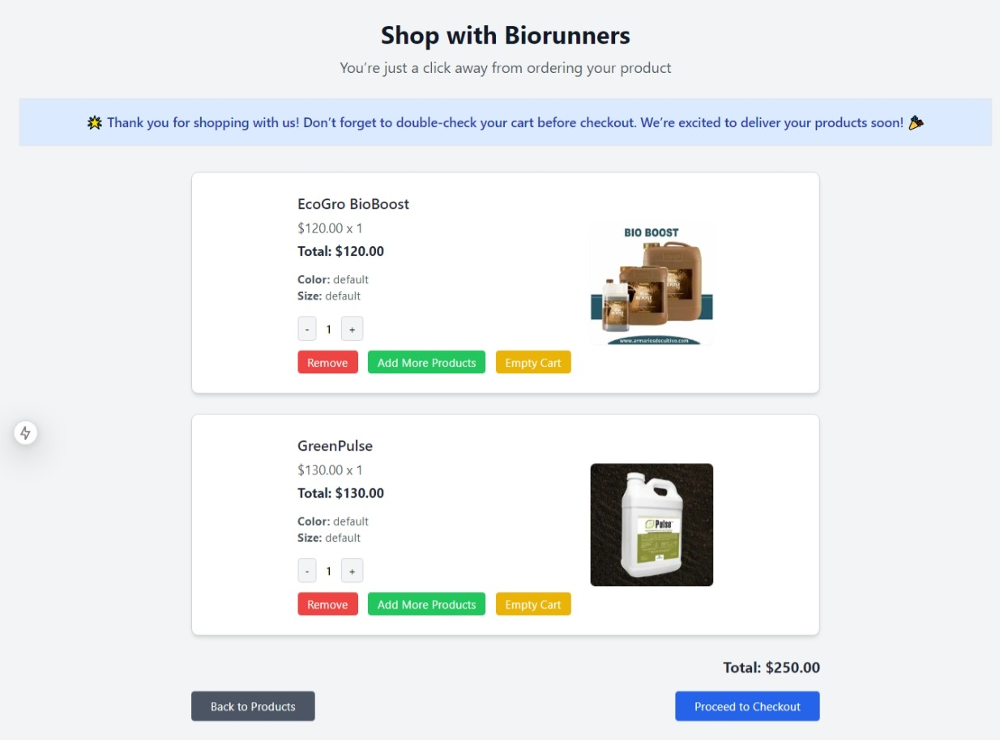 Shop with Biorunners
You’re just a click away from ordering your product
🌟 Thank you for shopping with us! Don’t forget to double-check your cart before checkout. We’re excited to deliver your products soon! 🎉
EcoGro BioBoost
$120.00 x 1
Total: $120.00
Color: default
Size: default
- 1 +
Remove Add More Products Empty Cart
BIO BOOST
BOOST
www.armariosdecultivo.com
GreenPulse
$130.00 x 1
Total: $130.00
Color: default
Size: default
- 1 +
Remove Add More Products Empty Cart
Pulse
Total: $250.00
Back to Products Proceed to Checkout